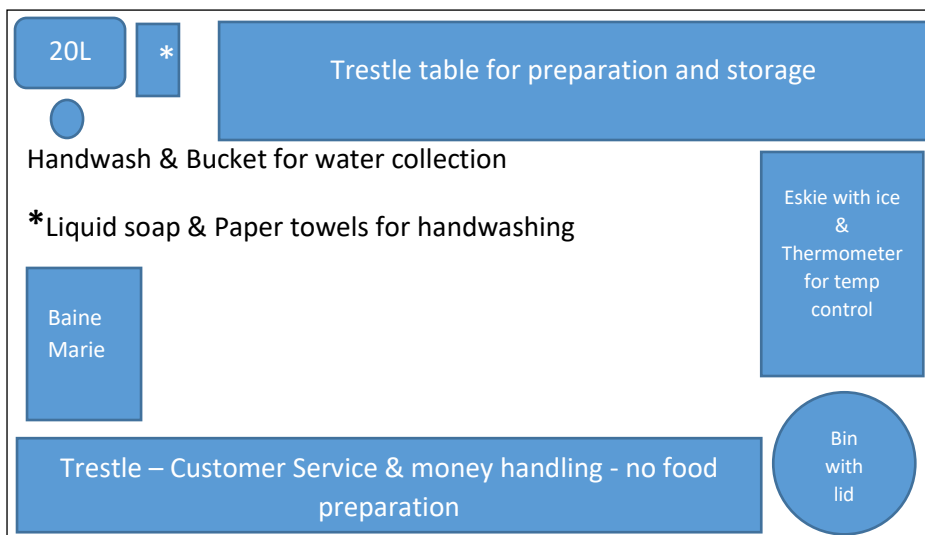 20L
*
Trestle table for preparation and storage
Handwash & Bucket for water collection
*Liquid soap & Paper towels for handwashing
Eskie with ice
&
Thermometer
for temp
control
Baine
Marie
Trestle – Customer Service & money handling - no food
preparation
Bin
with
lid